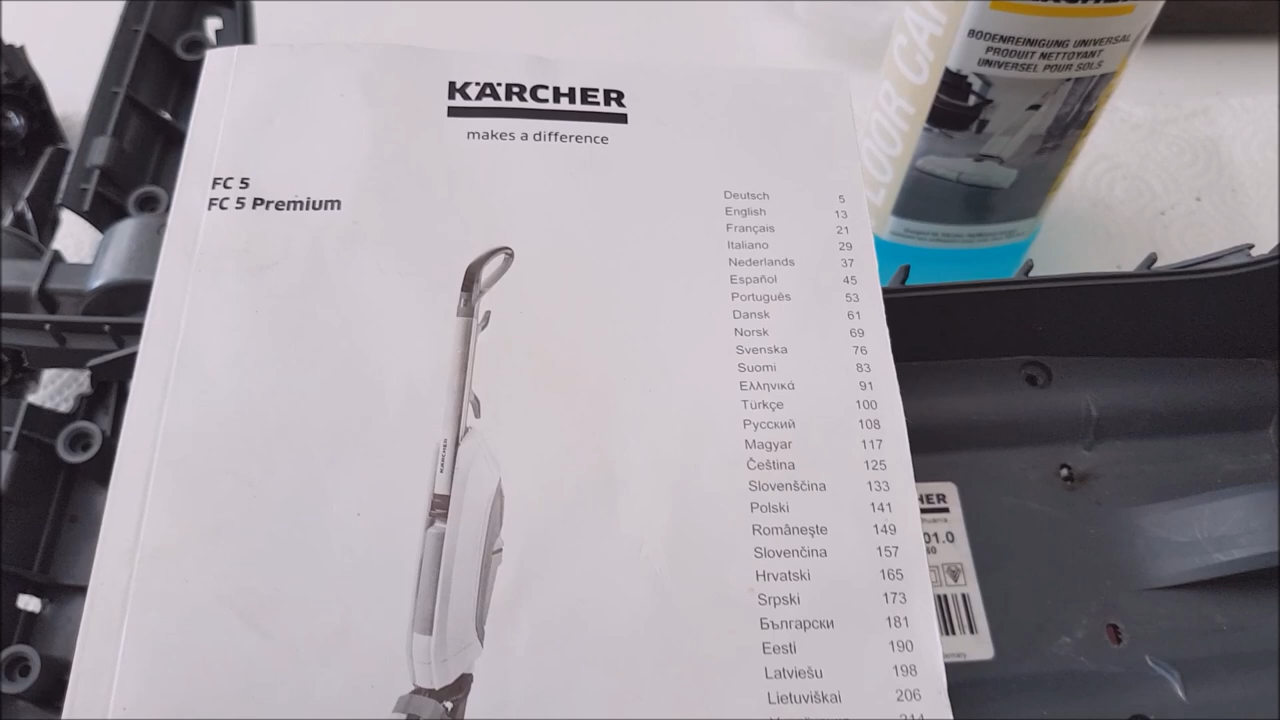 KÄRCHER
makes a difference
FC 5
FC 5 Premium
Deutsch 5
English 13
Français 21
Italiano 29
Nederlands 37
Español 45
Português 53
Dansk 61
Norsk 69
Svenska 76
Suomi 83
Ελληνικά 91
Türkçe 100
Русский 108
Magyar 117
Čeština 125
Slovenščina 133
Polski 141
Româneşte 149
Slovenčina 157
Hrvatski 165
Srpski 173
Български 181
Eesti 190
Latviešu 198
Lietuviškai 206
KÄRCHER
BODENREINIGUNG UNIVERSAL
PRODUIT NETTOYANT
UNIVERSEL POUR SOLS
HER
01.0